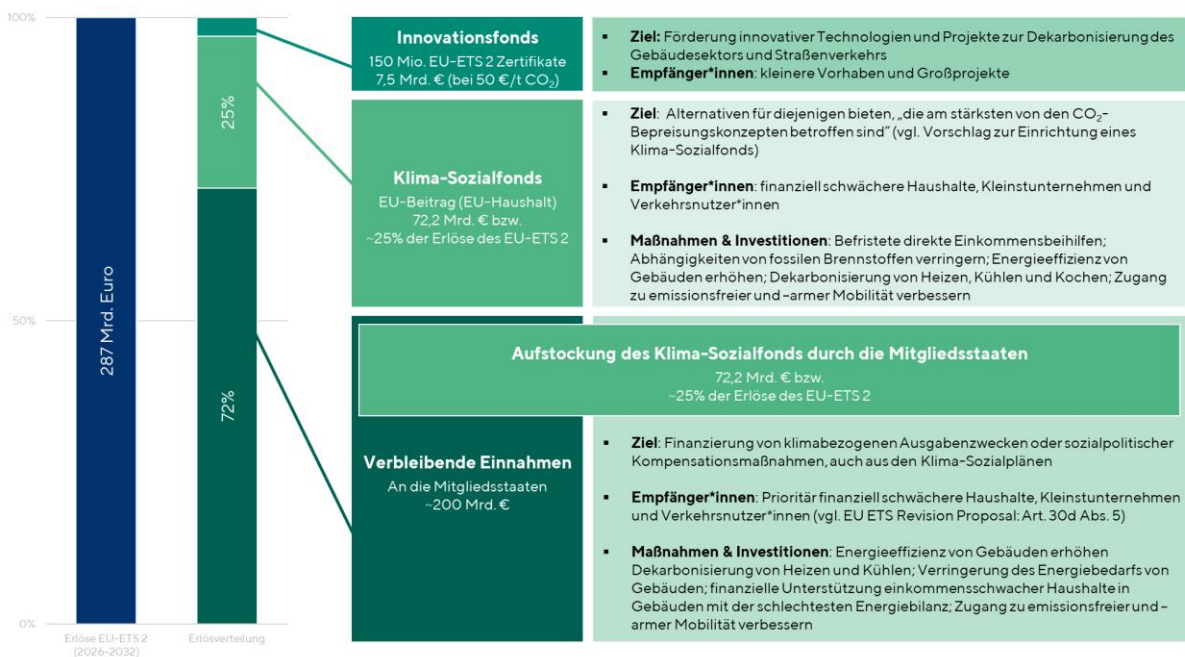 100%
50%
0%
287 Mrd. Euro
25%
72%
Erlöse EU-ETS 2
(2026-2032)
Erlösverteilung
Innovationsfonds
150 Mio. EU-ETS 2 Zertifikate
7,5 Mrd. € (bei 50 €/t CO₂)
▪ Ziel: Förderung innovativer Technologien und Projekte zur Dekarbonisierung des
Gebäudesektors und Straßenverkehrs
▪ Empfänger*innen: kleinere Vorhaben und Großprojekte
Klima-Sozialfonds
EU-Beitrag (EU-Haushalt)
72,2 Mrd. € bzw.
~25% der Erlöse des EU-ETS 2
▪ Ziel: Alternativen für diejenigen bieten, „die am stärksten von den CO₂-
Bepreisungskonzepten betroffen sind" (vgl. Vorschlag zur Einrichtung eines
Klima-Sozialfonds)
▪ Empfänger*innen: finanziell schwächere Haushalte, Kleinstunternehmen und
Verkehrsnutzer*innen
▪ Maßnahmen & Investitionen: Befristete direkte Einkommensbeihilfen;
Abhängigkeiten von fossilen Brennstoffen verringern; Energieeffizienz von
Gebäuden erhöhen; Dekarbonisierung von Heizen, Kühlen und Kochen; Zugang
zu emissionsfreier und -armer Mobilität verbessern
Aufstockung des Klima-Sozialfonds durch die Mitgliedsstaaten
72,2 Mrd. € bzw.
~25% der Erlöse des EU-ETS 2
Verbleibende Einnahmen
An die Mitgliedsstaaten
~200 Mrd. €
▪ Ziel: Finanzierung von klimabezogenen Ausgabenzwecken oder sozialpolitischer
Kompensationsmaßnahmen, auch aus den Klima-Sozialplänen
▪ Empfänger*innen: Prioritär finanziell schwächere Haushalte, Kleinstunternehmen
und Verkehrsnutzer*innen (vgl. EU ETS Revision Proposal: Art. 30d Abs. 5)
▪ Maßnahmen & Investitionen: Energieeffizienz von Gebäuden erhöhen
Dekarbonisierung von Heizen und Kühlen; Verringerung des Energiebedarfs von
Gebäuden; finanzielle Unterstützung einkommensschwacher Haushalte in
Gebäuden mit der schlechtesten Energiebilanz; Zugang zu emissionsfreier und –
armer Mobilität verbessern